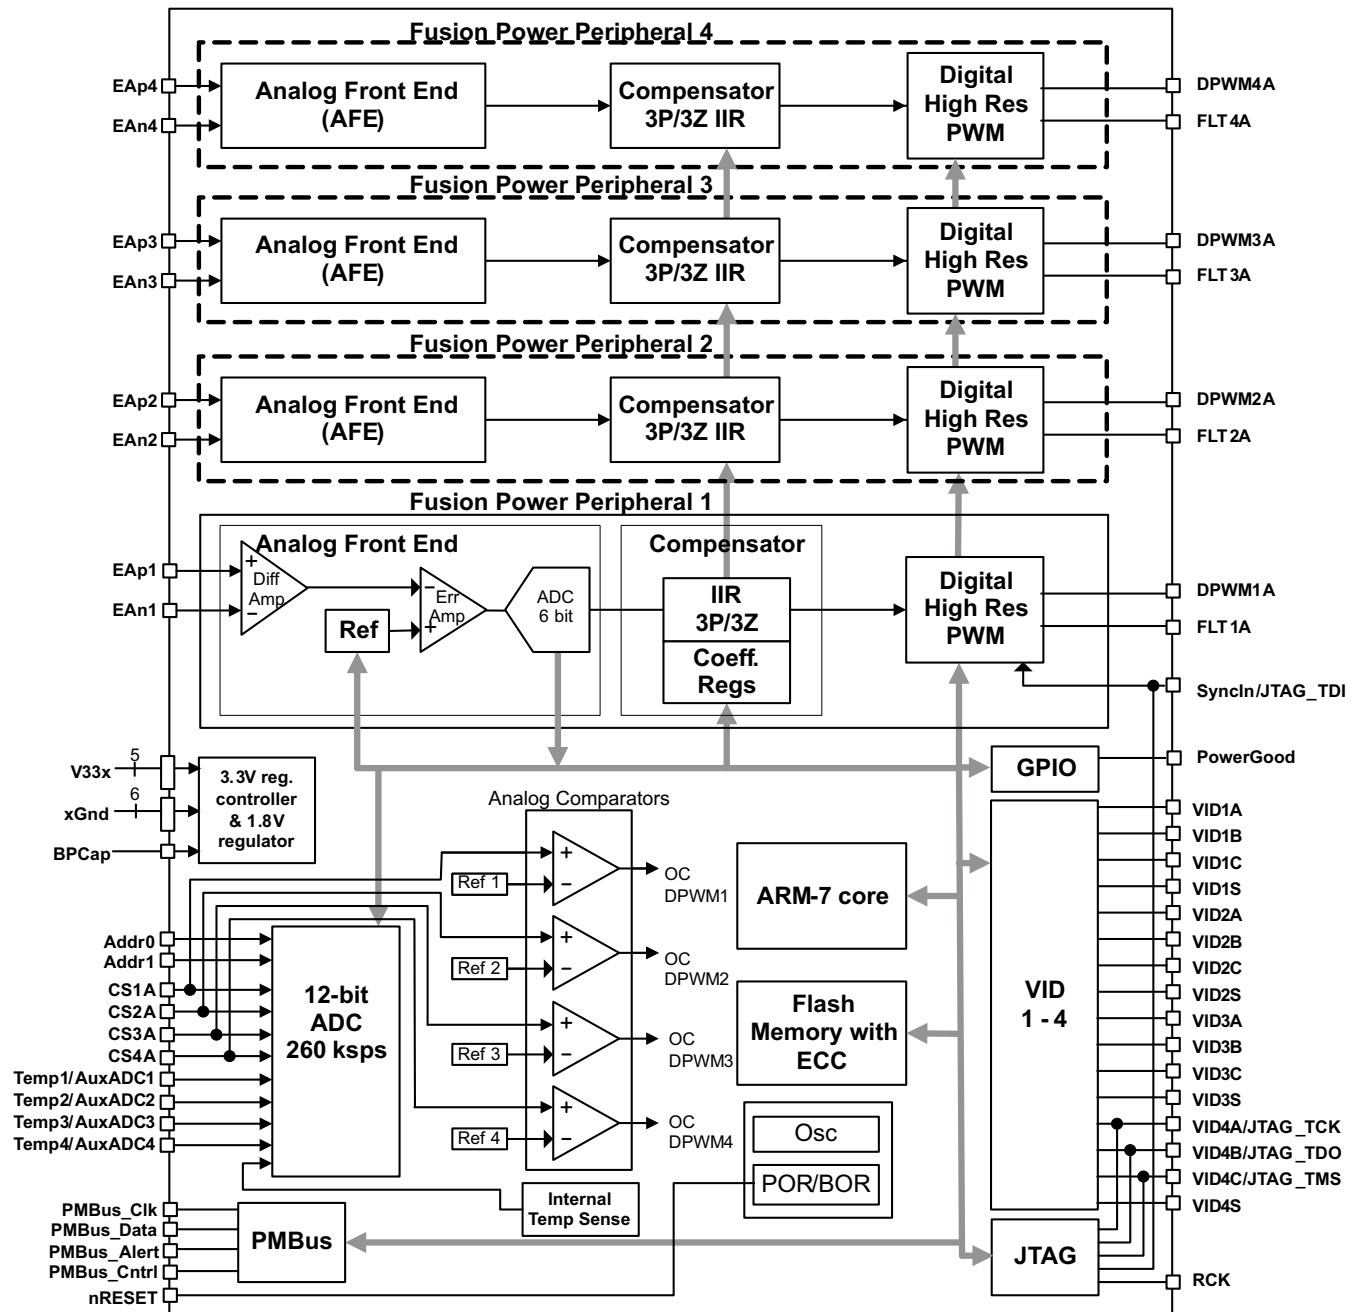 Fusion Power Peripheral 4
EAp4
EAn4
Analog Front End
(AFE)
Compensator
3P/3Z IIR
Digital
High Res
PWM
DPWM4A
FLT4A
Fusion Power Peripheral 3
EAp3
EAn3
Analog Front End
(AFE)
Compensator
3P/3Z IIR
Digital
High Res
PWM
DPWM3A
FLT3A
Fusion Power Peripheral 2
EAp2
EAn2
Analog Front End
(AFE)
Compensator
3P/3Z IIR
Digital
High Res
PWM
DPWM2A
FLT2A
Fusion Power Peripheral 1
EAp1
EAn1
Analog Front End
+
Diff
Amp
−
Ref
−
Err
Amp
+
ADC
6 bit
Compensator
IIR
3P/3Z
Coeff.
Regs
Digital
High Res
PWM
DPWM1A
FLT1A
SyncIn/JTAG_TDI
V33x
5
xGnd
6
BPCap
3.3V reg.
controller
& 1.8V
regulator
GPIO
PowerGood
Analog Comparators
Ref 1
+
−
OC
DPWM1
Ref 2
+
−
OC
DPWM2
Ref 3
+
−
OC
DPWM3
Ref 4
+
−
OC
DPWM4
Addr0
Addr1
CS1A
CS2A
CS3A
CS4A
Temp1/AuxADC1
Temp2/AuxADC2
Temp3/AuxADC3
Temp4/AuxADC4
12-bit
ADC
260 ksps
Internal
Temp Sense
ARM-7 core
Flash
Memory with
ECC
Osc
POR/BOR
VID
1 - 4
VID1A
VID1B
VID1C
VID1S
VID2A
VID2B
VID2C
VID2S
VID3A
VID3B
VID3C
VID3S
VID4A/JTAG_TCK
VID4B/JTAG_TDO
VID4C/JTAG_TMS
VID4S
PMBus_Clk
PMBus_Data
PMBus_Alert
PMBus_Cntrl
nRESET
PMBus
JTAG
RCK